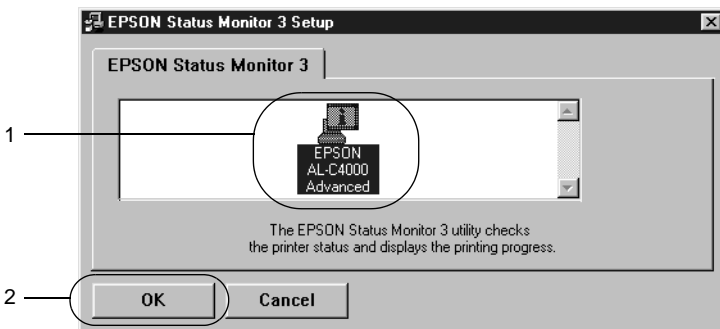 EPSON Status Monitor 3 Setup
EPSON Status Monitor 3
1
EPSON
AL-C4000
Advanced
The EPSON Status Monitor 3 utility checks
the printer status and displays the printing progress.
2
OK
Cancel